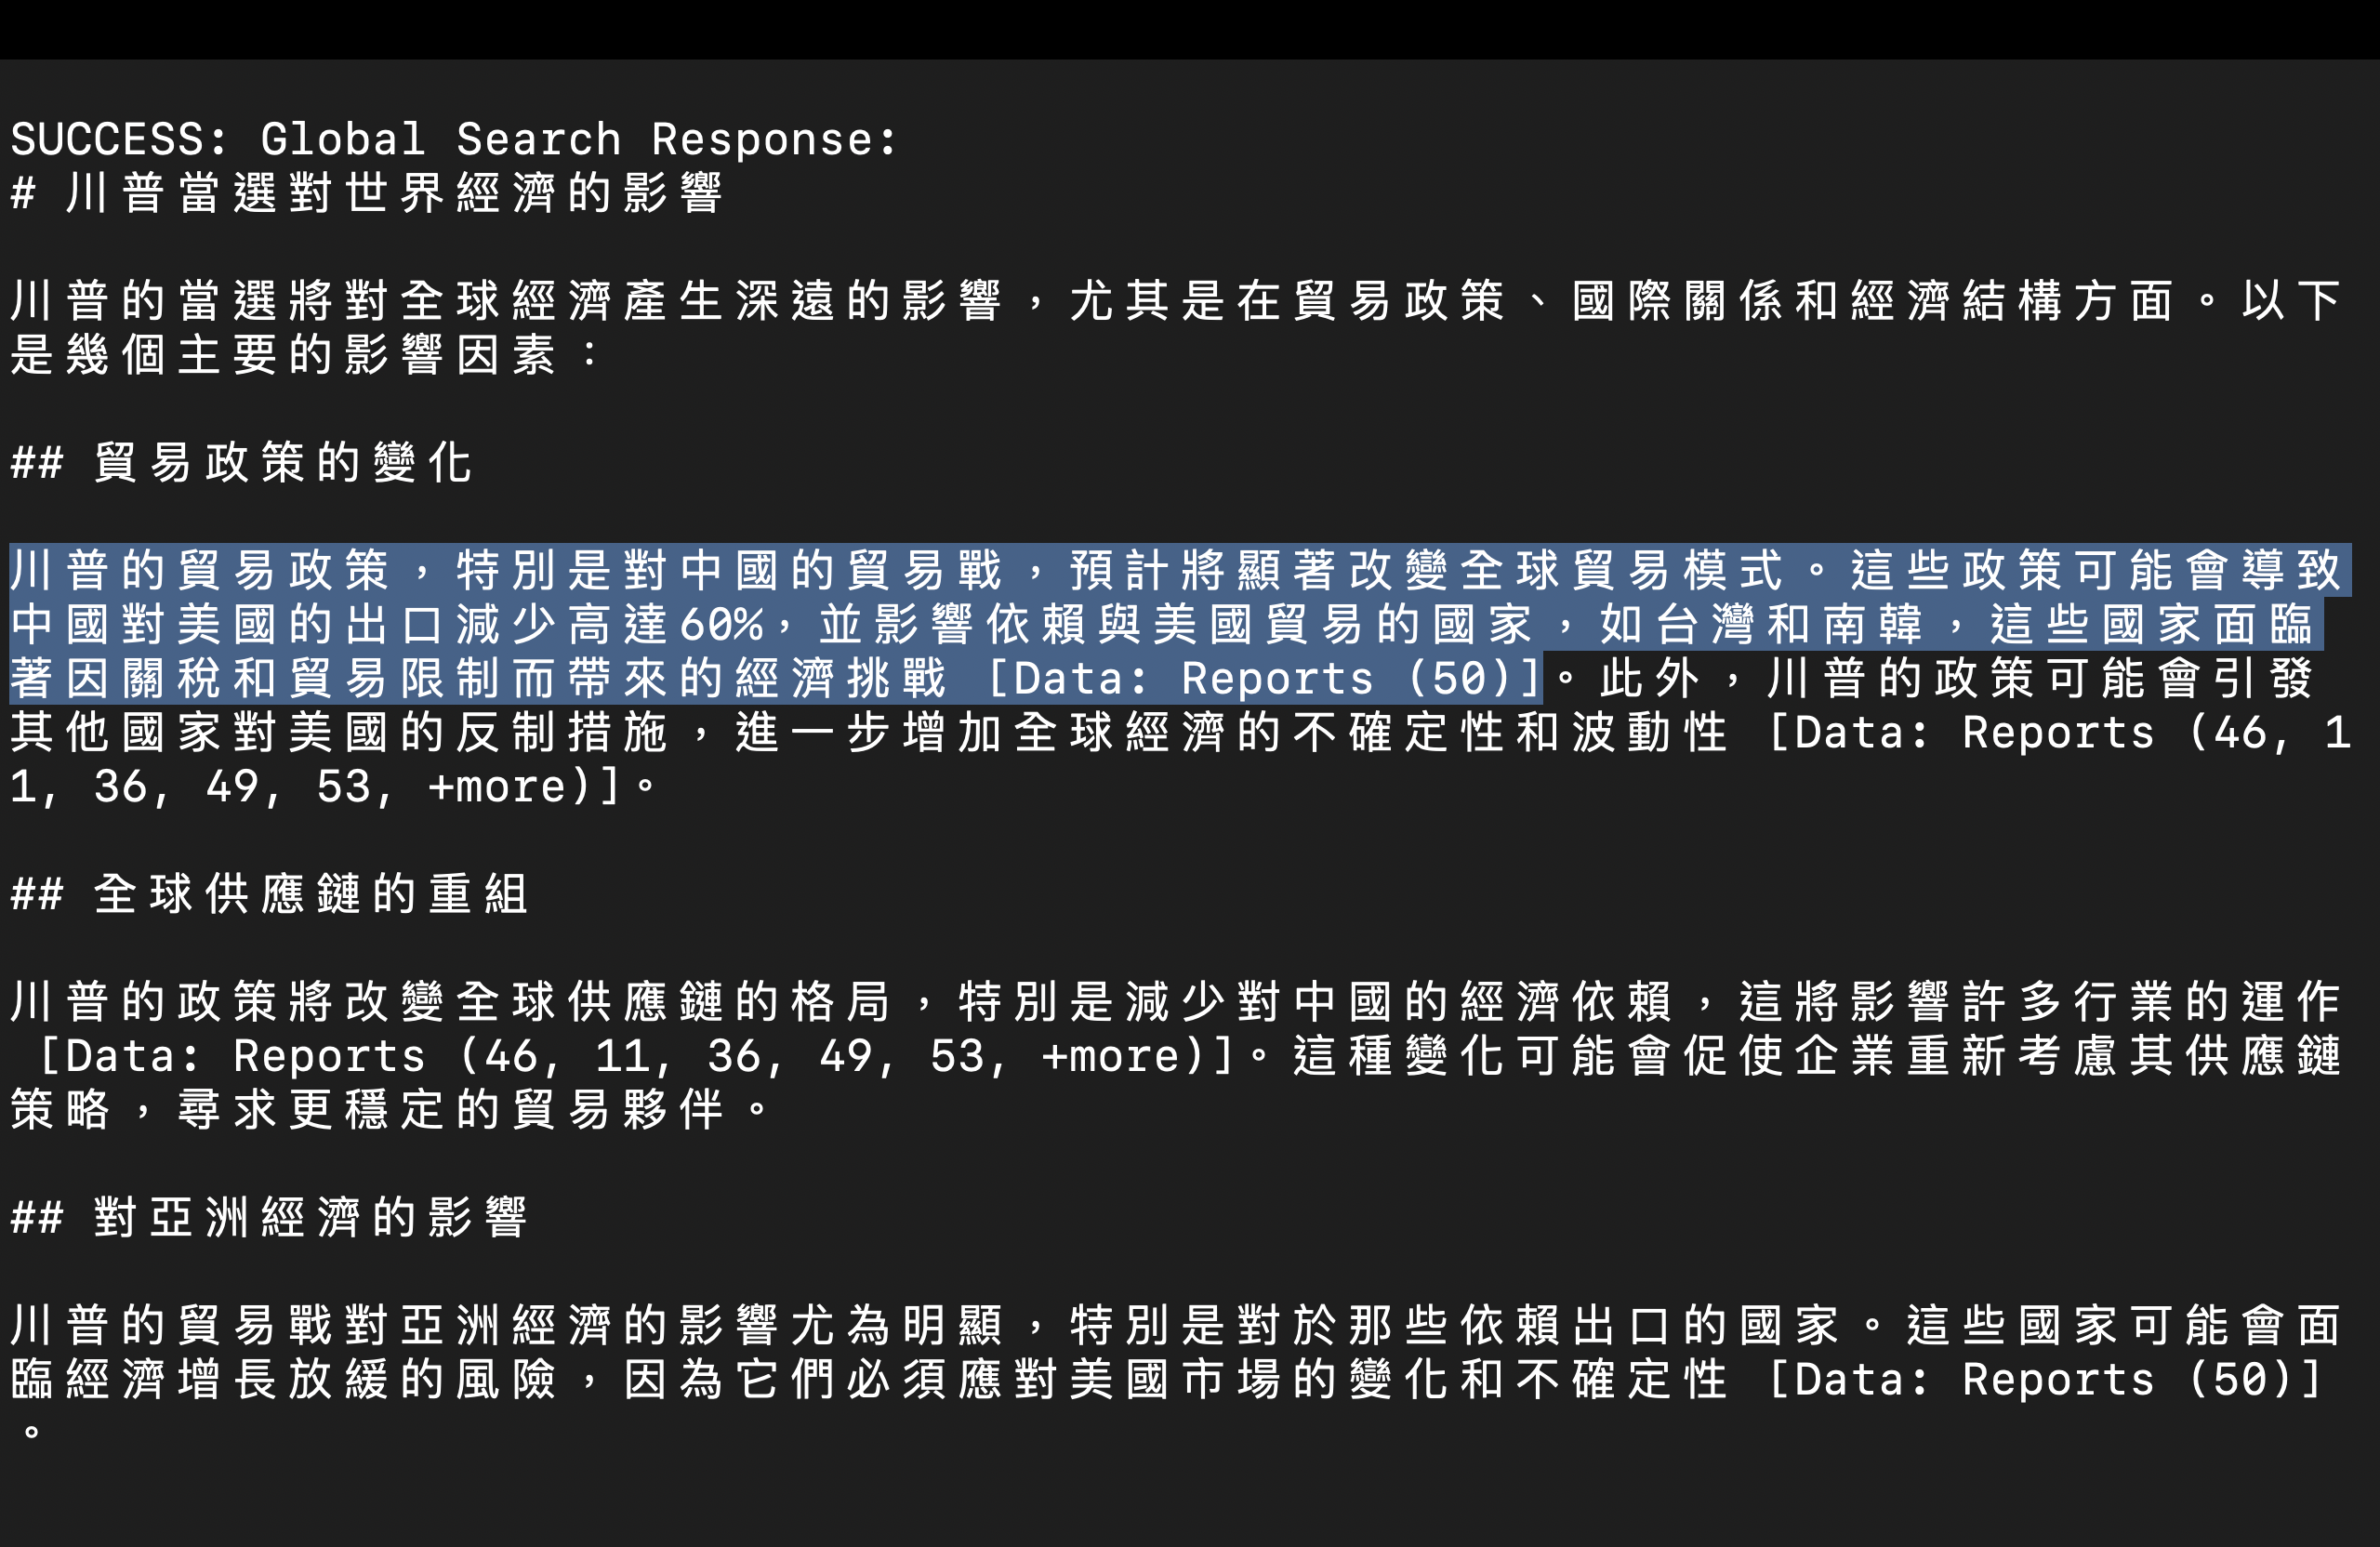 SUCCESS: Global Search Response:
# 川普當選對世界經濟的影響
川普的當選將對全球經濟產生深遠的影響，尤其是在貿易政策、國際關係和經濟結構方面。以下
是幾個主要的影響因素：
## 貿易政策的變化
川普的貿易政策，特別是對中國的貿易戰，預計將顯著改變全球貿易模式。這些政策可能會導致
中國對美國的出口減少高達60%，並影響依賴與美國貿易的國家，如台灣和南韓，這些國家面臨
著因關稅和貿易限制而帶來的經濟挑戰 [Data: Reports (50)]。此外，川普的政策可能會引發
其他國家對美國的反制措施，進一步增加全球經濟的不確定性和波動性 [Data: Reports (46, 1
1, 36, 49, 53, +more)]。
## 全球供應鏈的重組
川普的政策將改變全球供應鏈的格局，特別是減少對中國的經濟依賴，這將影響許多行業的運作
[Data: Reports (46, 11, 36, 49, 53, +more)]。這種變化可能會促使企業重新考慮其供應鏈
策略，尋求更穩定的貿易夥伴。
## 對亞洲經濟的影響
川普的貿易戰對亞洲經濟的影響尤為明顯，特別是對於那些依賴出口的國家。這些國家可能會面
臨經濟增長放緩的風險，因為它們必須應對美國市場的變化和不確定性 [Data: Reports (50)]
。